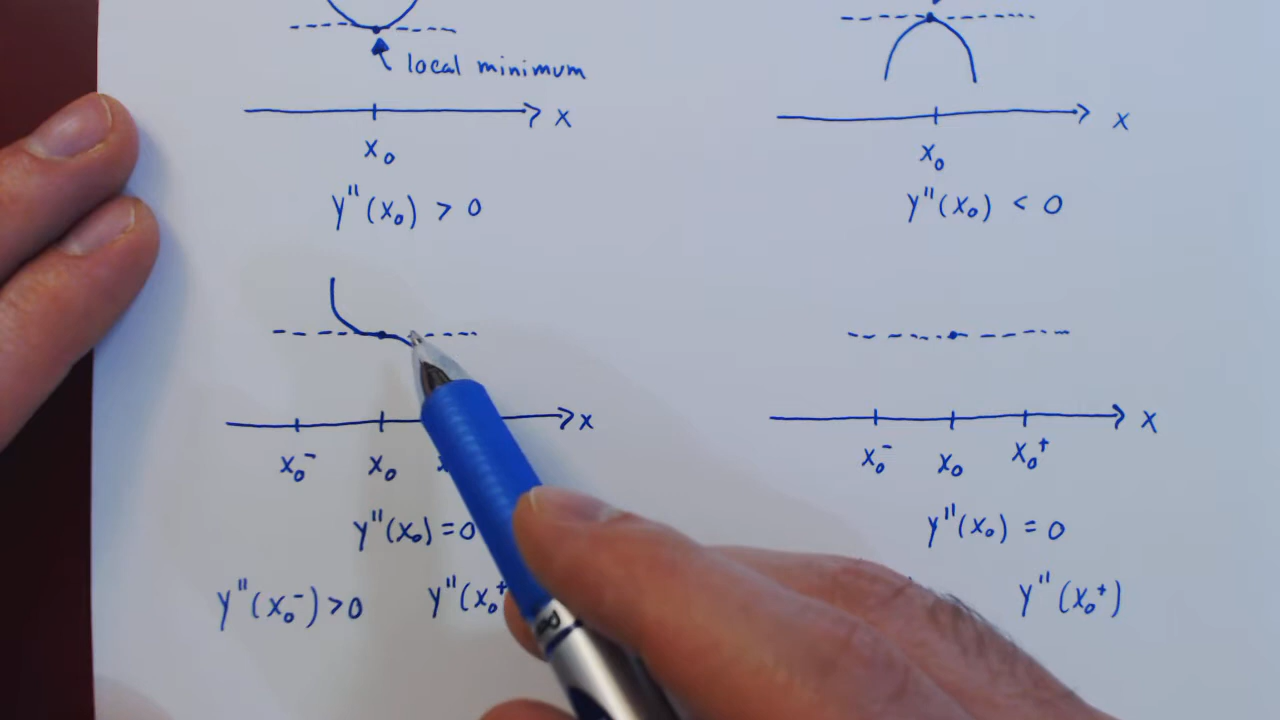 local minimum
x
x
x₀
x₀
y"(x₀) > 0
y"(x₀) < 0
x
x
x₀⁻ x₀
x₀⁻ x₀ x₀⁺
y"(x₀) = 0
y"(x₀) = 0
y"(x₀⁻) > 0 y"(x₀⁺
y"(x₀⁺)